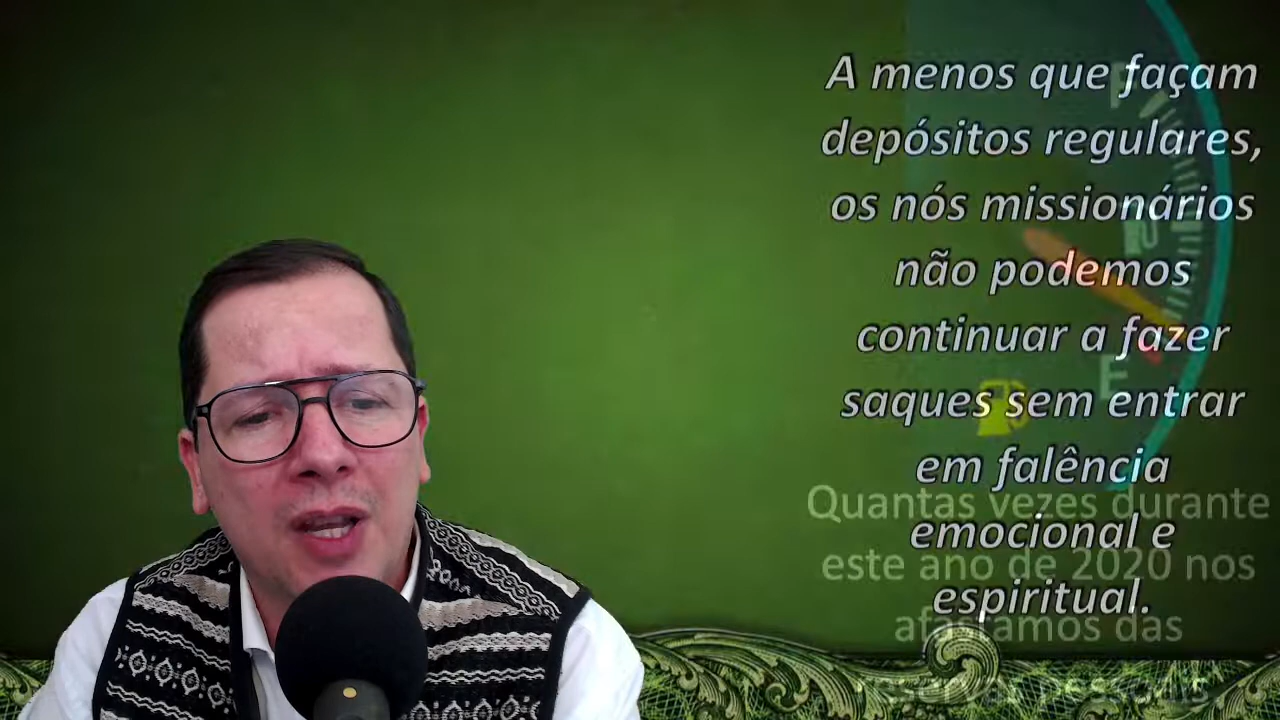 A menos que façam
depósitos regulares,
os nós missionários
não podemos
continuar a fazer
saques sem entrar
em falência
emocional e
espiritual.
Quantas vezes durante
este ano de 2020 nos
das
E